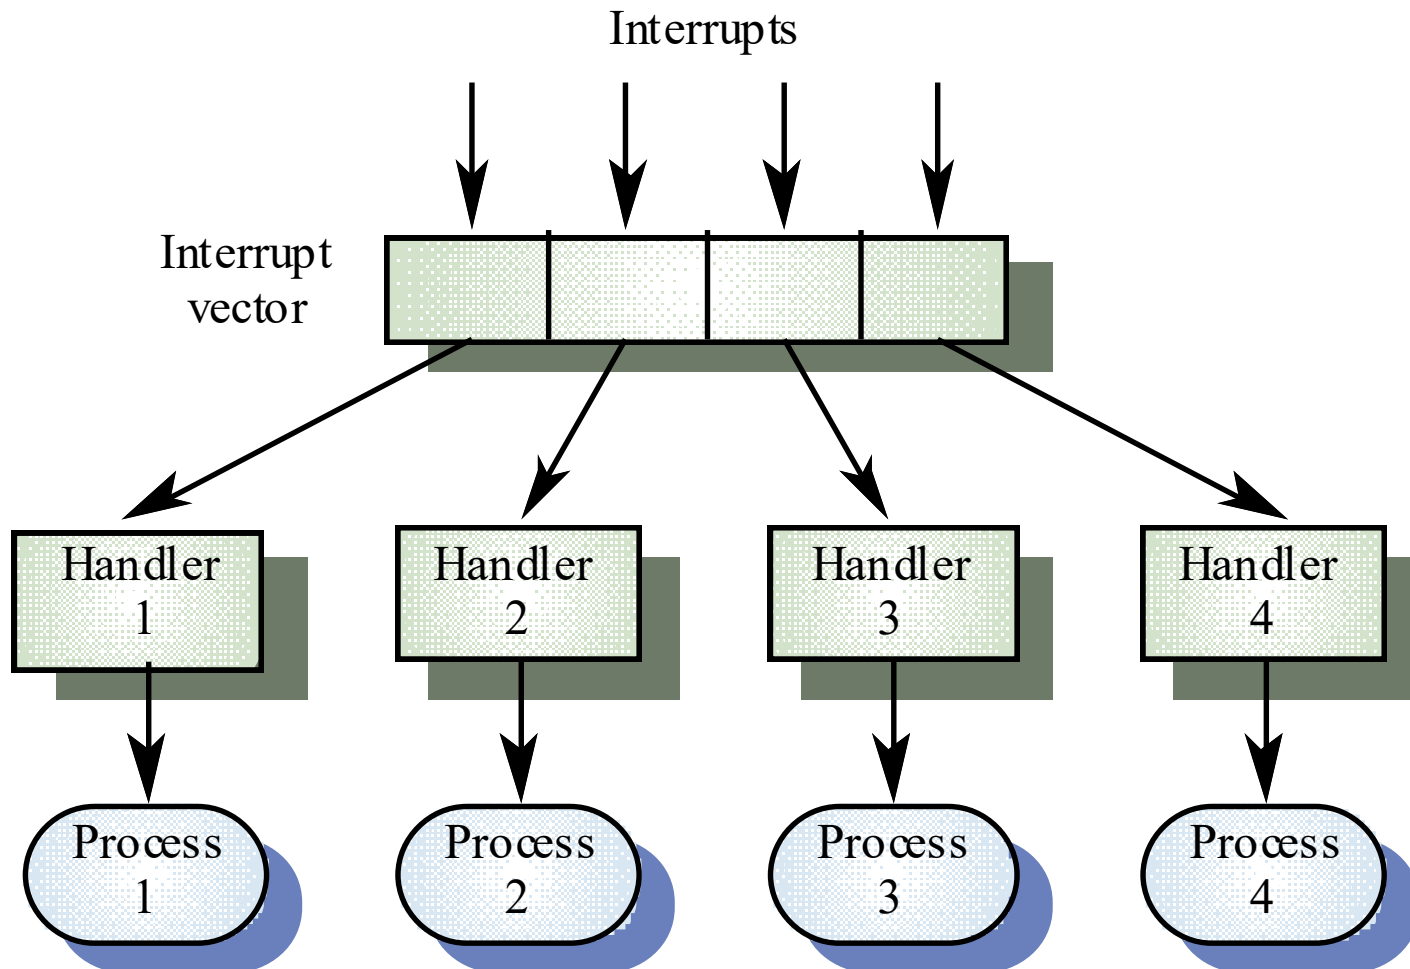 Interrupts
Interrupt
vector
Handler
1
Handler
2
Handler
3
Handler
4
Process
1
Process
2
Process
3
Process
4